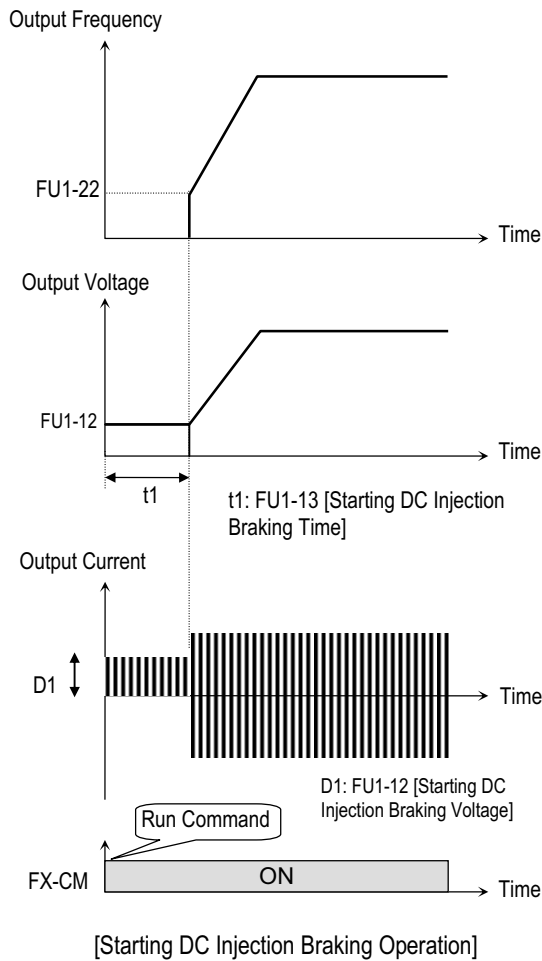 Output Frequency
FU1-22
Time
Output Voltage
FU1-12
Time
t1
t1: FU1-13 [Starting DC Injection
Braking Time]
Output Current
D1
Time
D1: FU1-12 [Starting DC
Injection Braking Voltage]
Run Command
FX-CM
ON
Time
[Starting DC Injection Braking Operation]